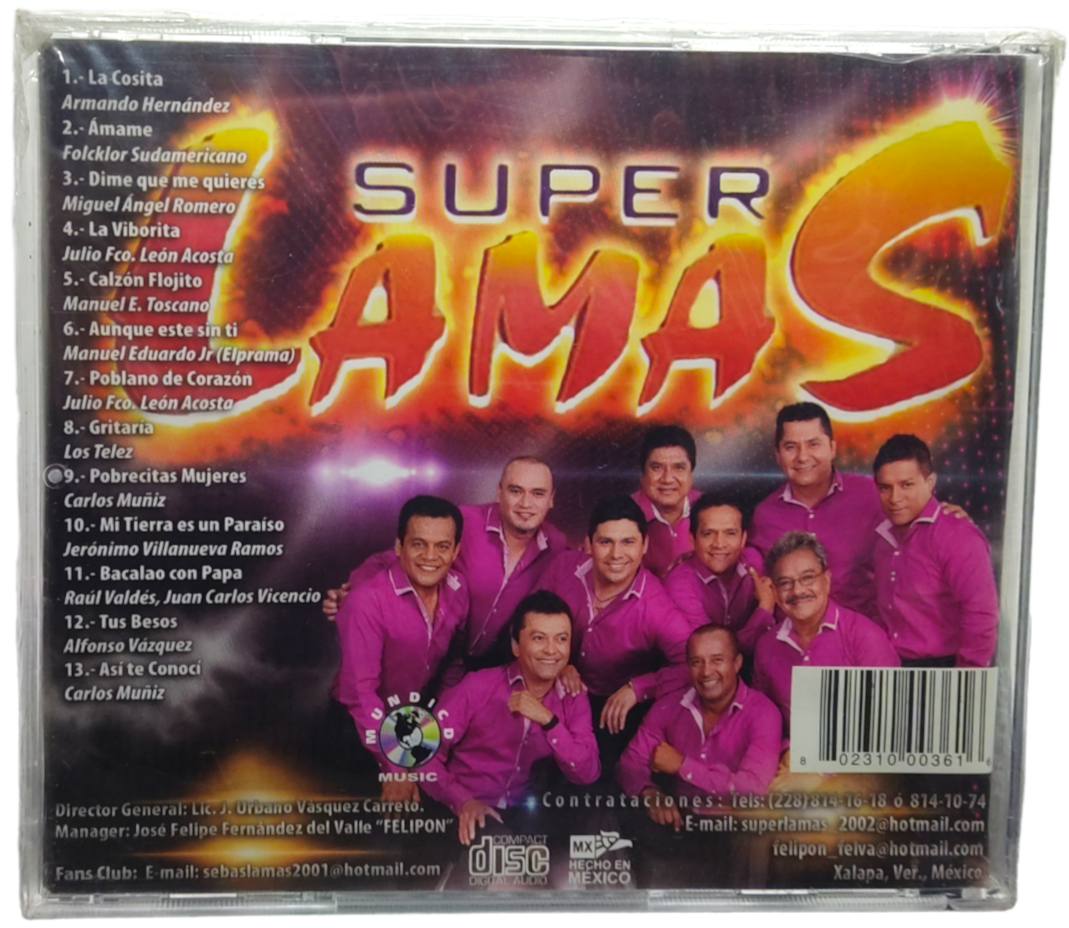 1.- La Cosita
Armando Hernández
2.- Ámame
Folcklor Sudamericano
3.- Dime que me quieres
Miguel Ángel Romero
4.- La Viborita
Julio Fco. León Acosta
5.- Calzón Flojito
Manuel E. Toscano
6.- Aunque este sin ti
Manuel Eduardo Jr (Elprama)
7.- Poblano de Corazón
Julio Fco. León Acosta
8.- Gritaría
Los Telez
9.- Pobrecitas Mujeres
Carlos Muñiz
10.- Mi Tierra es un Paraíso
Jerónimo Villanueva Ramos
11.- Bacalao con Papa
Raúl Valdés, Juan Carlos Vicencio
12.- Tus Besos
Alfonso Vázquez
13.- Así te Conocí
Carlos Muñiz
SUPER
LAMAS
MUNDICD
MUSIC
8 02310 00361 6
Director General: Lic. J. Urbano Vásquez Carreto.
Manager: José Felipe Fernández del Valle "FELIPON"
Fans Club: E-mail: sebaslamas2001@hotmail.com
COMPACT
disc
DIGITAL AUDIO
MX
HECHO EN
MÉXICO
Contrataciones: Tels: (228) 814-16-18 ó 814-10-74
E-mail: superlamas_2002@hotmail.com
felipon_felva@hotmail.com
Xalapa, Ver., México.